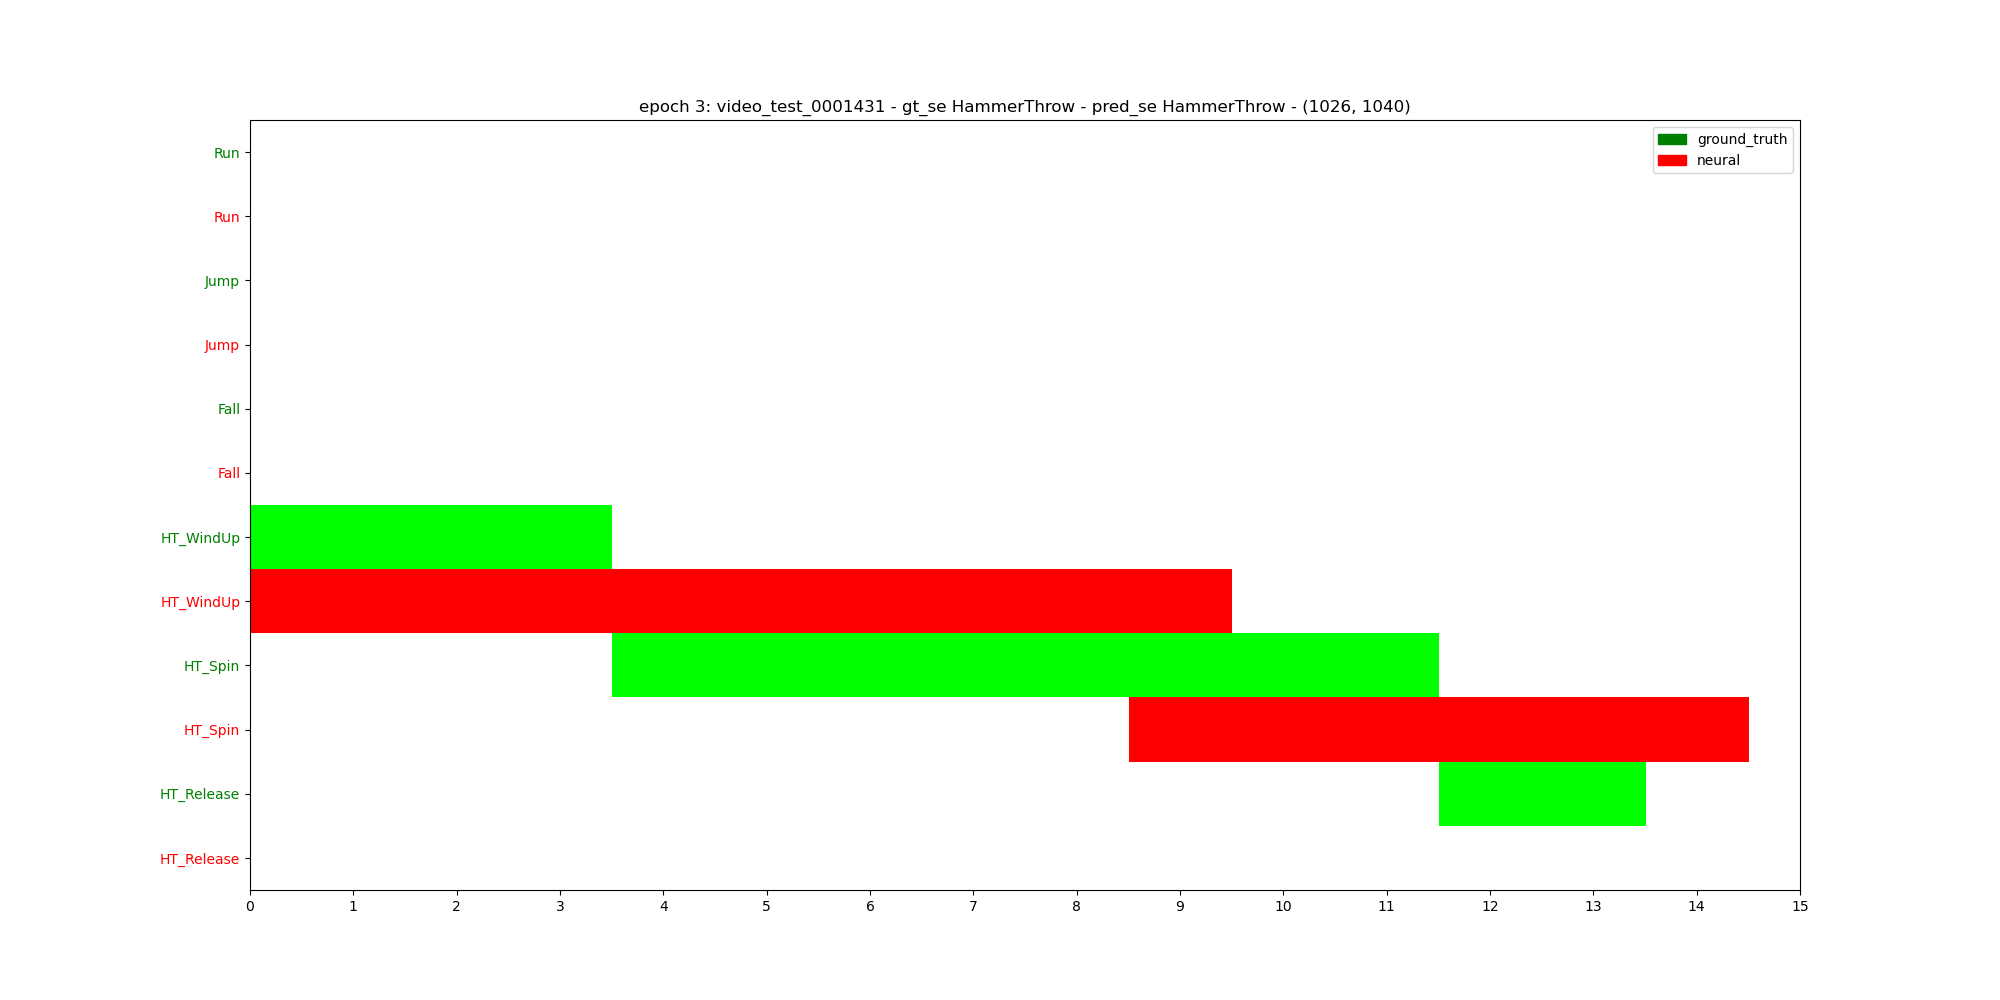 epoch 3: video_test_0001431 - gt_se HammerThrow - pred_se HammerThrow - (1026, 1040)
ground_truth
neural
Run
Run
Jump
Jump
Fall
Fall
HT_WindUp
HT_WindUp
HT_Spin
HT_Spin
HT_Release
HT_Release
0 1 2 3 4 5 6 7 8 9 10 11 12 13 14 15